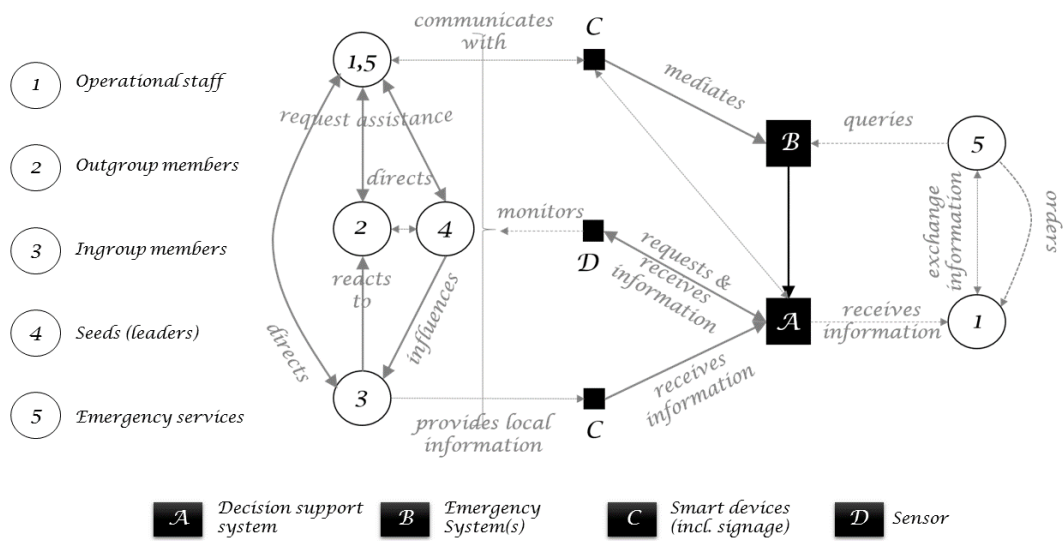 communicates
with
C
1,5
1 Operational staff
mediates
request assistance
queries
B
5
2 Outgroup members
directs
2
4
monitors
D
requests &
receives
information
exchange
information
orders
3 Ingroup members
reacts
to
influences
directs
A
receives
information
1
4 Seeds (leaders)
receives
information
3
C
provides local
information
5 Emergency services
A Decision support
system
B Emergency
System(s)
C Smart devices
(incl. signage)
D Sensor